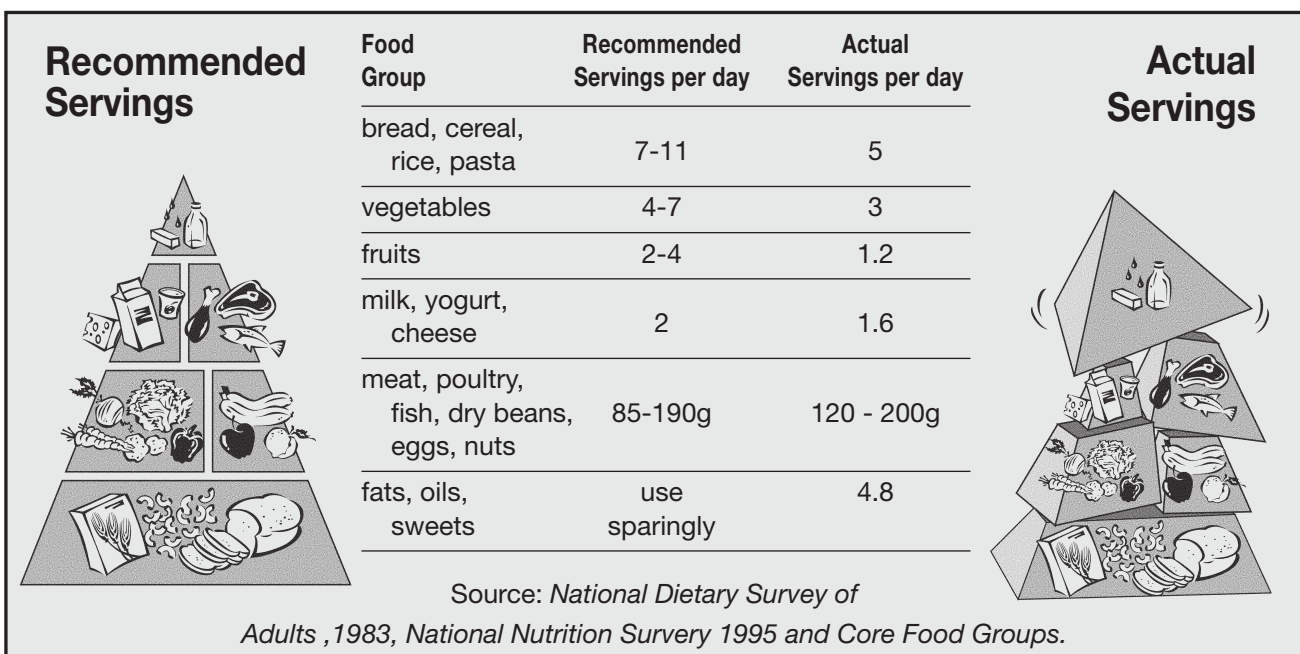 Recommended
Servings
Food
Group
Recommended
Servings per day
Actual
Servings per day
bread, cereal,
rice, pasta
7-11
5
vegetables
4-7
3
fruits
2-4
1.2
milk, yogurt,
cheese
2
1.6
meat, poultry,
fish, dry beans,
eggs, nuts
85-190g
120 - 200g
fats, oils,
sweets
use
sparingly
4.8
Actual
Servings
Source: National Dietary Survey of
Adults ,1983, National Nutrition Survery 1995 and Core Food Groups.